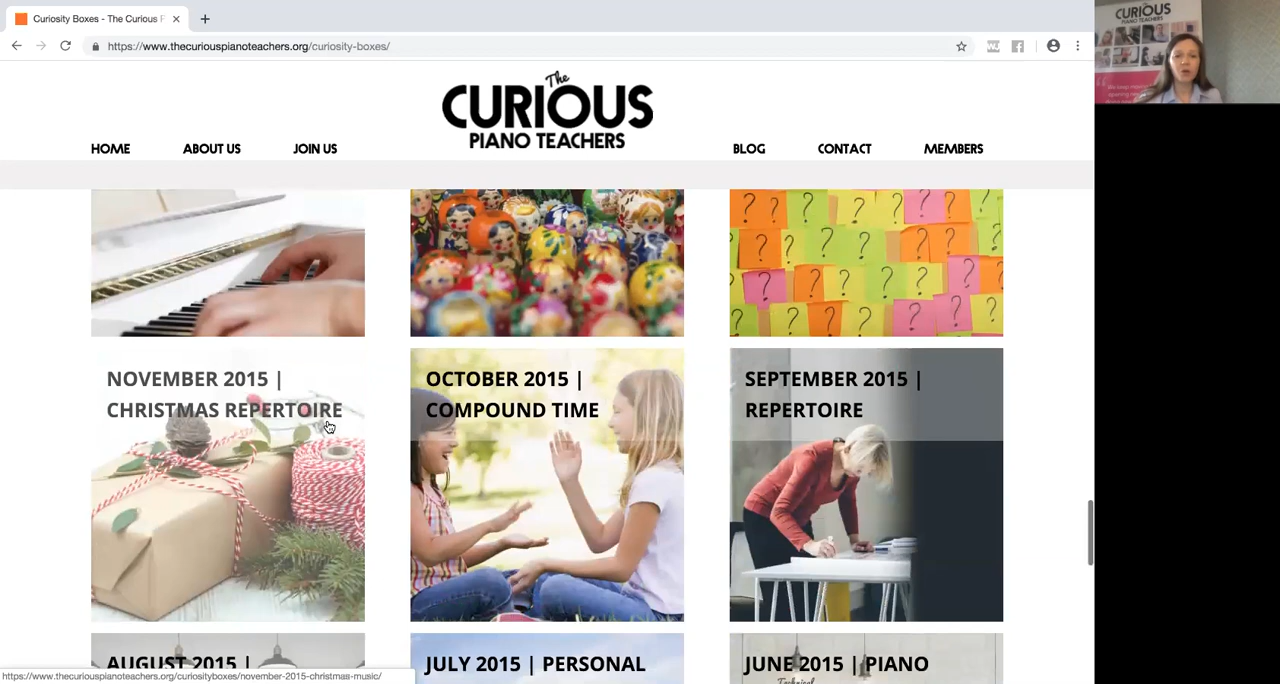 Curiosity Boxes - The Curious P
https://www.thecuriouspianoteachers.org/curiosity-boxes/
The
CURIOUS
PIANO TEACHERS
HOME
ABOUT US
JOIN US
BLOG
CONTACT
MEMBERS
NOVEMBER 2015 |
CHRISTMAS REPERTOIRE
OCTOBER 2015 |
COMPOUND TIME
SEPTEMBER 2015 |
REPERTOIRE
AUGUST 2015 |
JULY 2015 | PERSONAL
JUNE 2015 | PIANO
Technical
https://www.thecuriouspianoteachers.org/curiosityboxes/november-2015-christmas-music/
CURIOUS
PIANO TEACHERS